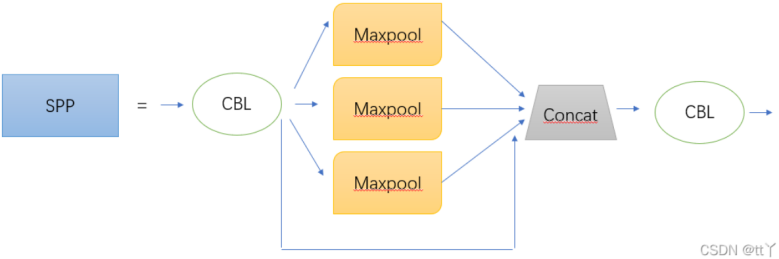 SPP
=
CBL
Maxpool
Maxpool
Maxpool
Concat
CBL
CSDN @tt丫